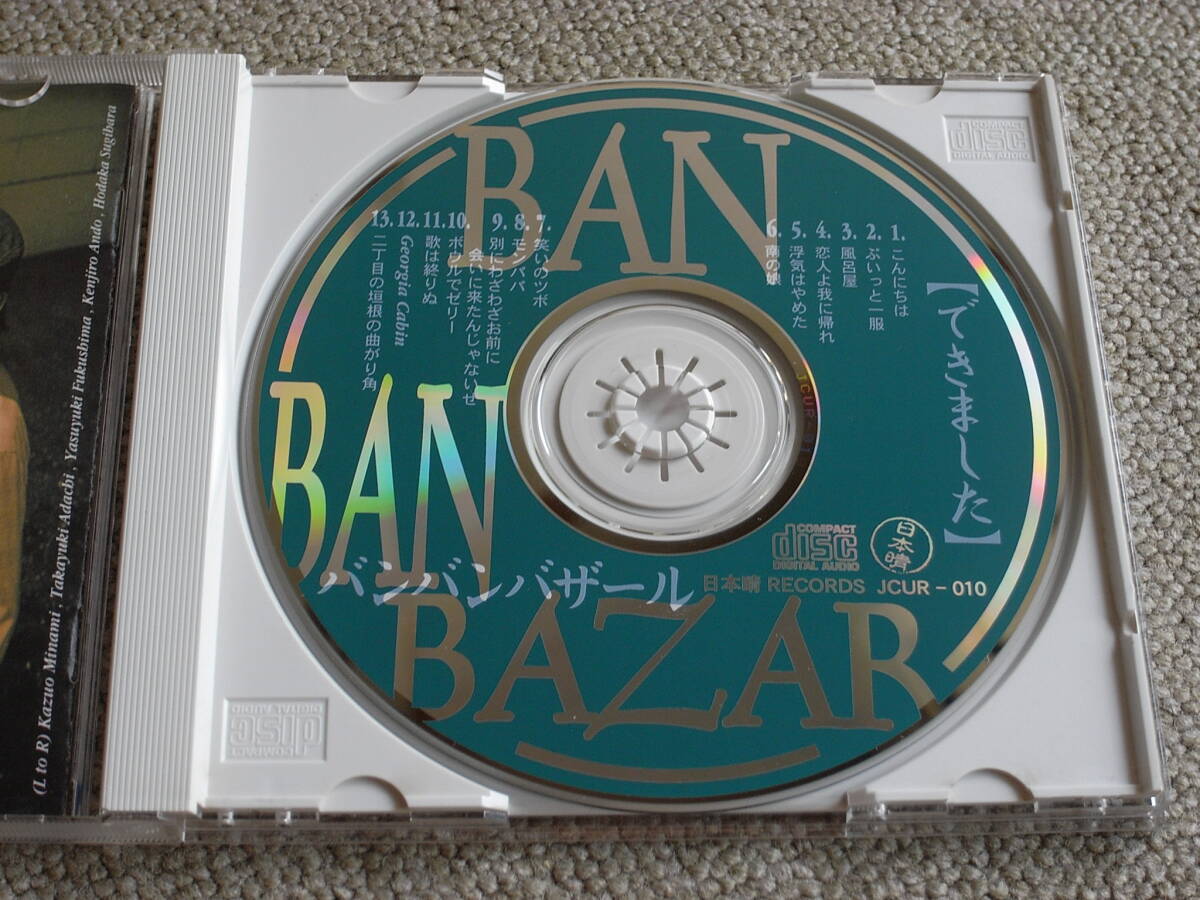 BAN
BAN
BAZAR
【できました】
1. こんにちは
2. ぷいっと一服
3. 風呂屋
4. 恋人よ我に帰れ
5. 浮気はやめた
6. 南の娘
7. 笑いのツボ
8. モンパパ
9. 別にわざわざお前に
会いに来たんじゃないぜ
10. ボウルでゼリー
11. 歌は終りぬ
12. Georgia Cabin
13. 二丁目の垣根の曲がり角
バンバンバザール
COMPACT
disc
DIGITAL AUDIO
日本晴
日本晴 RECORDS JCUR－010
COMPACT
disc
DIGITAL AUDIO
COMPACT
disc
DIGITAL AUDIO
(L to R) Kazuo Minami , Takayuki Adachi , Yasuyuki Fukushima , Kenjiro Ando , Hodaka Sugibara